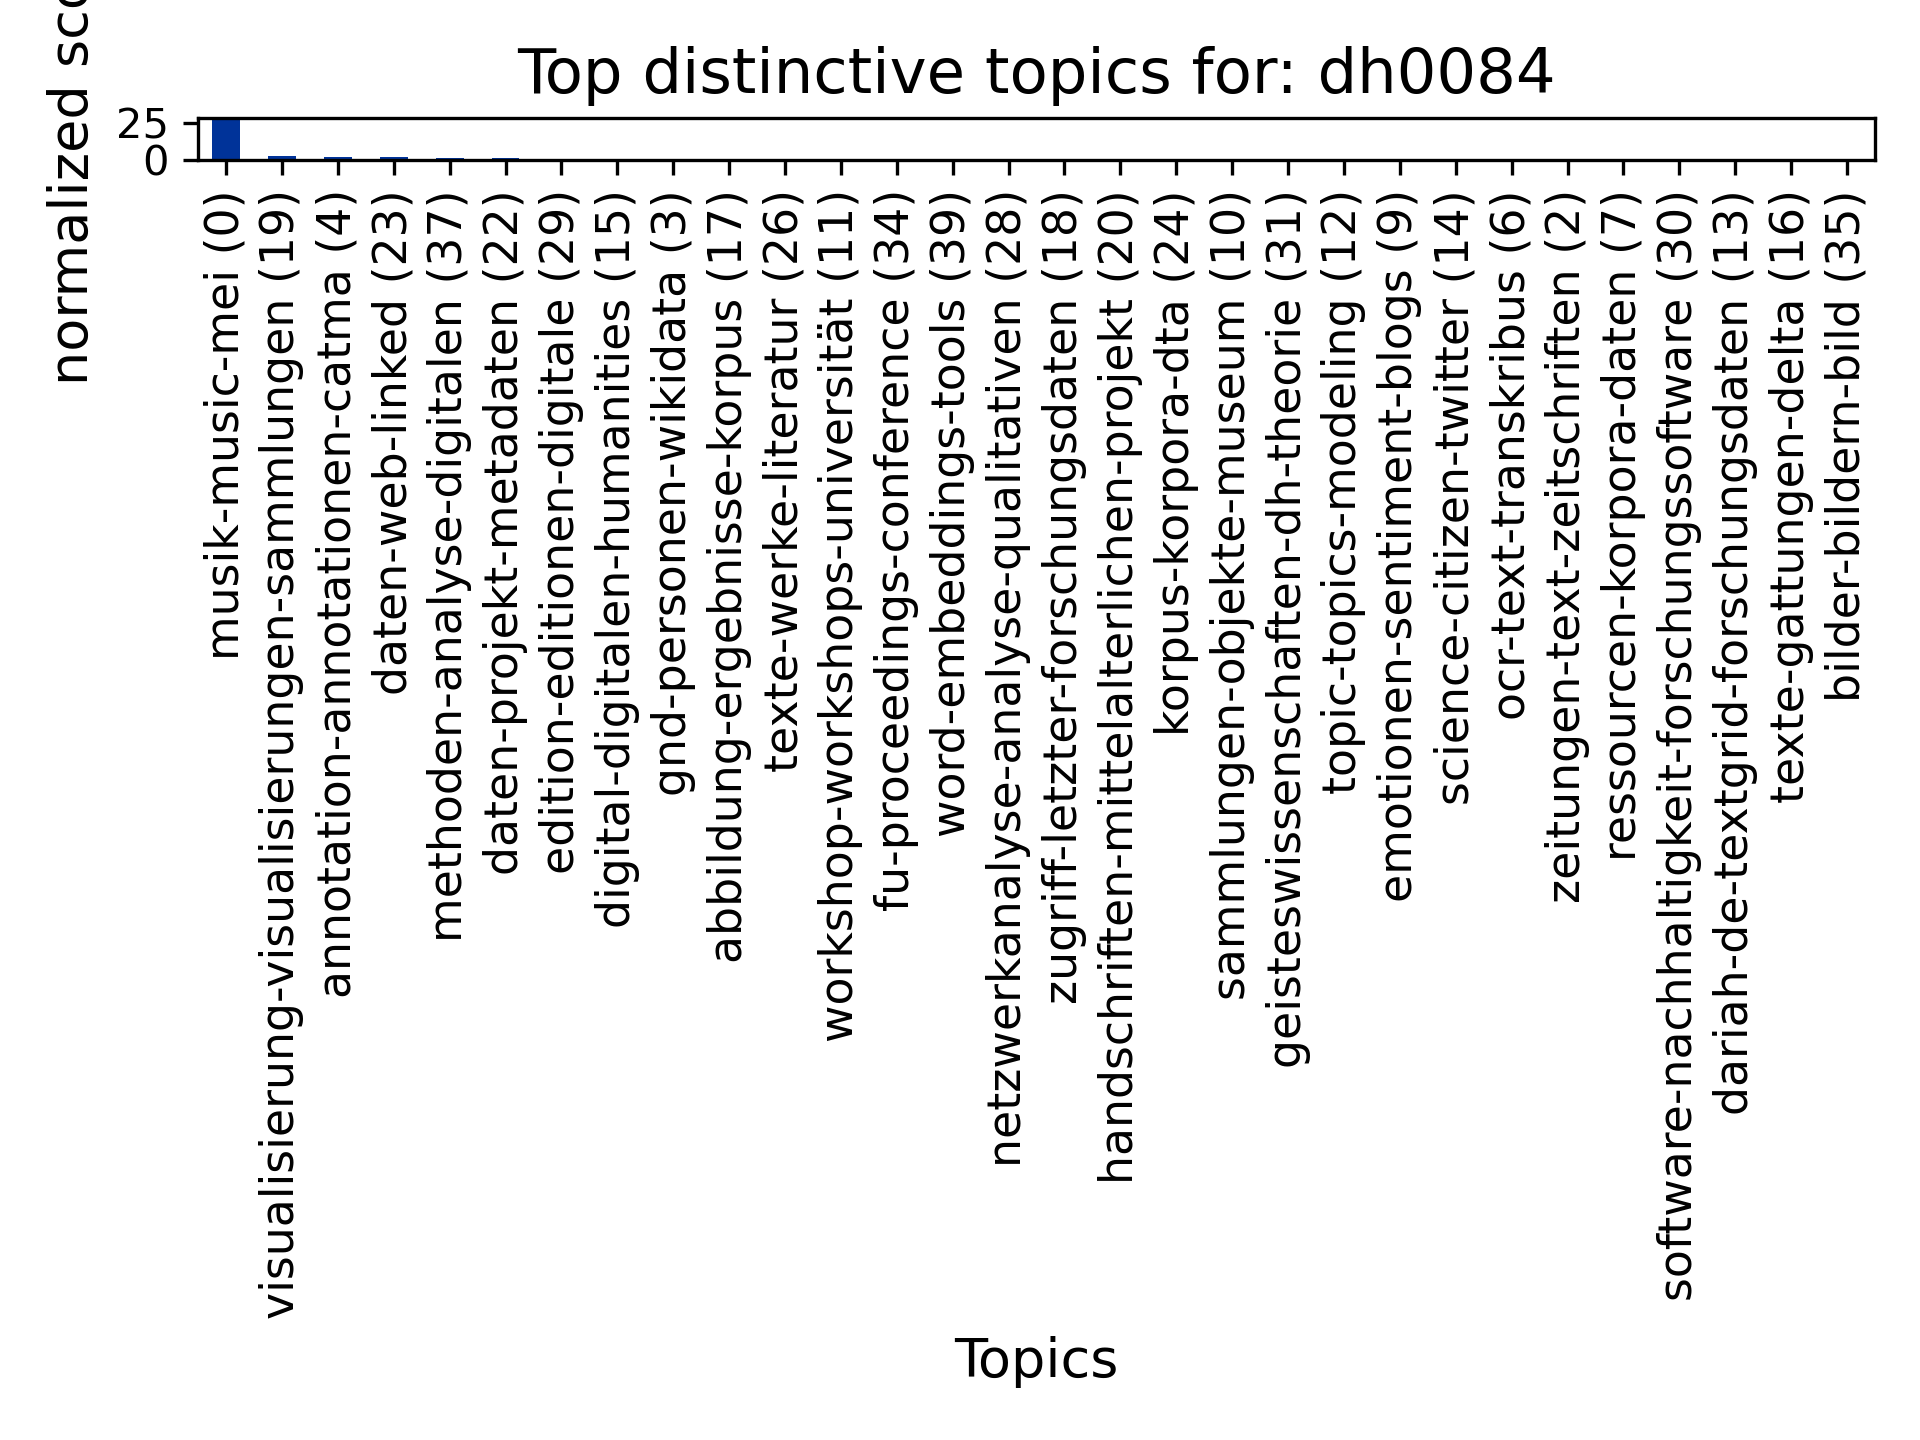 Top distinctive topics for: dh0084
normalized sco
25
0
musik-music-mei (0)
visualisierung-visualisierungen-sammlungen (19)
annotation-annotationen-catma (4)
daten-web-linked (23)
methoden-analyse-digitalen (37)
daten-projekt-metadaten (22)
edition-editionen-digitale (29)
digital-digitalen-humanities (15)
gnd-personen-wikidata (3)
abbildung-ergebnisse-korpus (17)
texte-werke-literatur (26)
workshop-workshops-universität (11)
fu-proceedings-conference (34)
word-embeddings-tools (39)
netzwerkanalyse-analyse-qualitativen (28)
zugriff-letzter-forschungsdaten (18)
handschriften-mittelalterlichen-projekt (20)
korpus-korpora-dta (24)
sammlungen-objekte-museum (10)
geisteswissenschaften-dh-theorie (31)
topic-topics-modeling (12)
emotionen-sentiment-blogs (9)
science-citizen-twitter (14)
ocr-text-transkribus (6)
zeitungen-text-zeitschriften (2)
ressourcen-korpora-daten (7)
software-nachhaltigkeit-forschungssoftware (30)
dariah-de-textgrid-forschungsdaten (13)
texte-gattungen-delta (16)
bilder-bildern-bild (35)
Topics